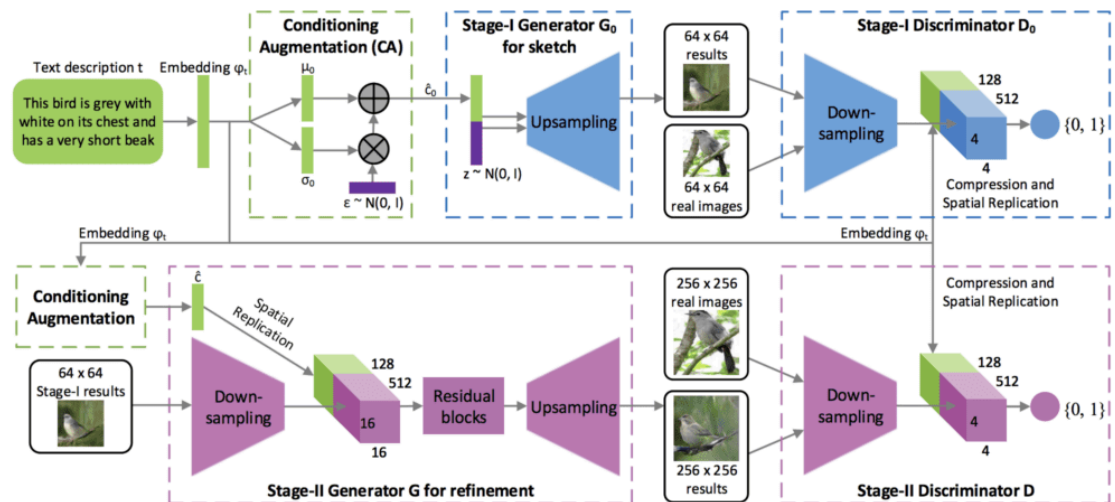 Text description t
This bird is grey with
white on its chest and
has a very short beak
Embedding φt
Conditioning
Augmentation (CA)
μ0
σ0
ε ~ N(0, I)
ĉ0
Stage-I Generator G0
for sketch
z ~ N(0, I)
Upsampling
64 x 64
results
64 x 64
real images
Stage-I Discriminator D0
Down-
sampling
128
512
4
4
{0, 1}
Compression and
Spatial Replication
Embedding φt
Embedding φt
Conditioning
Augmentation
64 x 64
Stage-I results
ĉ
Spatial
Replication
Down-
sampling
128
512
16
16
Residual
blocks
Upsampling
Stage-II Generator G for refinement
256 x 256
real images
256 x 256
results
Compression and
Spatial Replication
Down-
sampling
128
512
4
4
{0, 1}
Stage-II Discriminator D